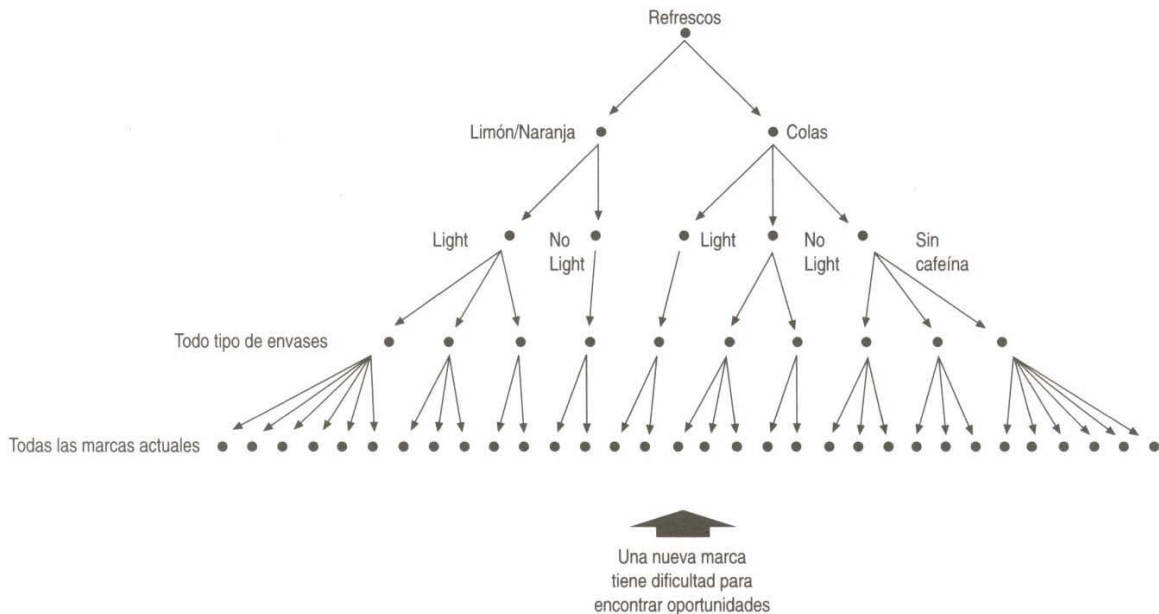 Refrescos
Limón/Naranja
Colas
Light
No
Light
Light
No
Light
Sin
cafeína
Todo tipo de envases
Todas las marcas actuales
Una nueva marca
tiene dificultad para
encontrar oportunidades